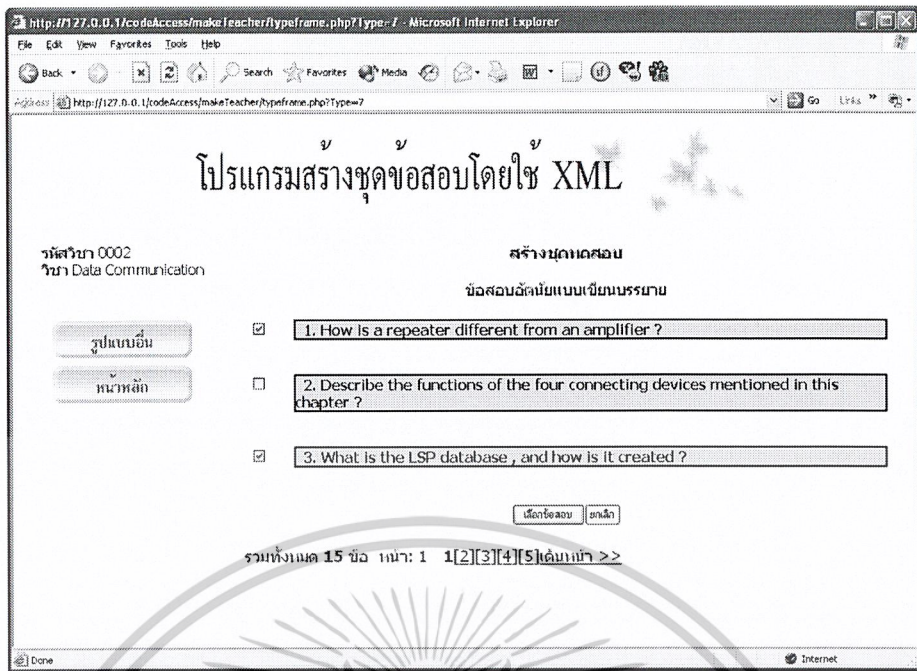 http://127.0.0.1/codeAccess/makeTeacher/typeframe.php?Type=7 - Microsoft Internet Explorer
File Edit View Favorites Tools Help
Back Search Favorites Media
Address http://127.0.0.1/codeAccess/makeTeacher/typeframe.php?Type=7 Go Links »
โปรแกรมสร้างชุดข้อสอบโดยใช้ XML
รหัสวิชา 0002
วิชา Data Communication
สร้างชุดทดสอบ
ข้อสอบอัตนัยแบบเขียนบรรยาย
รูปแบบอื่น
หน้าหลัก
1. How is a repeater different from an amplifier ?
2. Describe the functions of the four connecting devices mentioned in this
chapter ?
3. What is the LSP database , and how is it created ?
เลือกข้อสอบ ยกเลิก
รวมทั้งหมด 15 ข้อ หน้า: 1 1[2][3][4][5]เดินหน้า >>
Done Internet